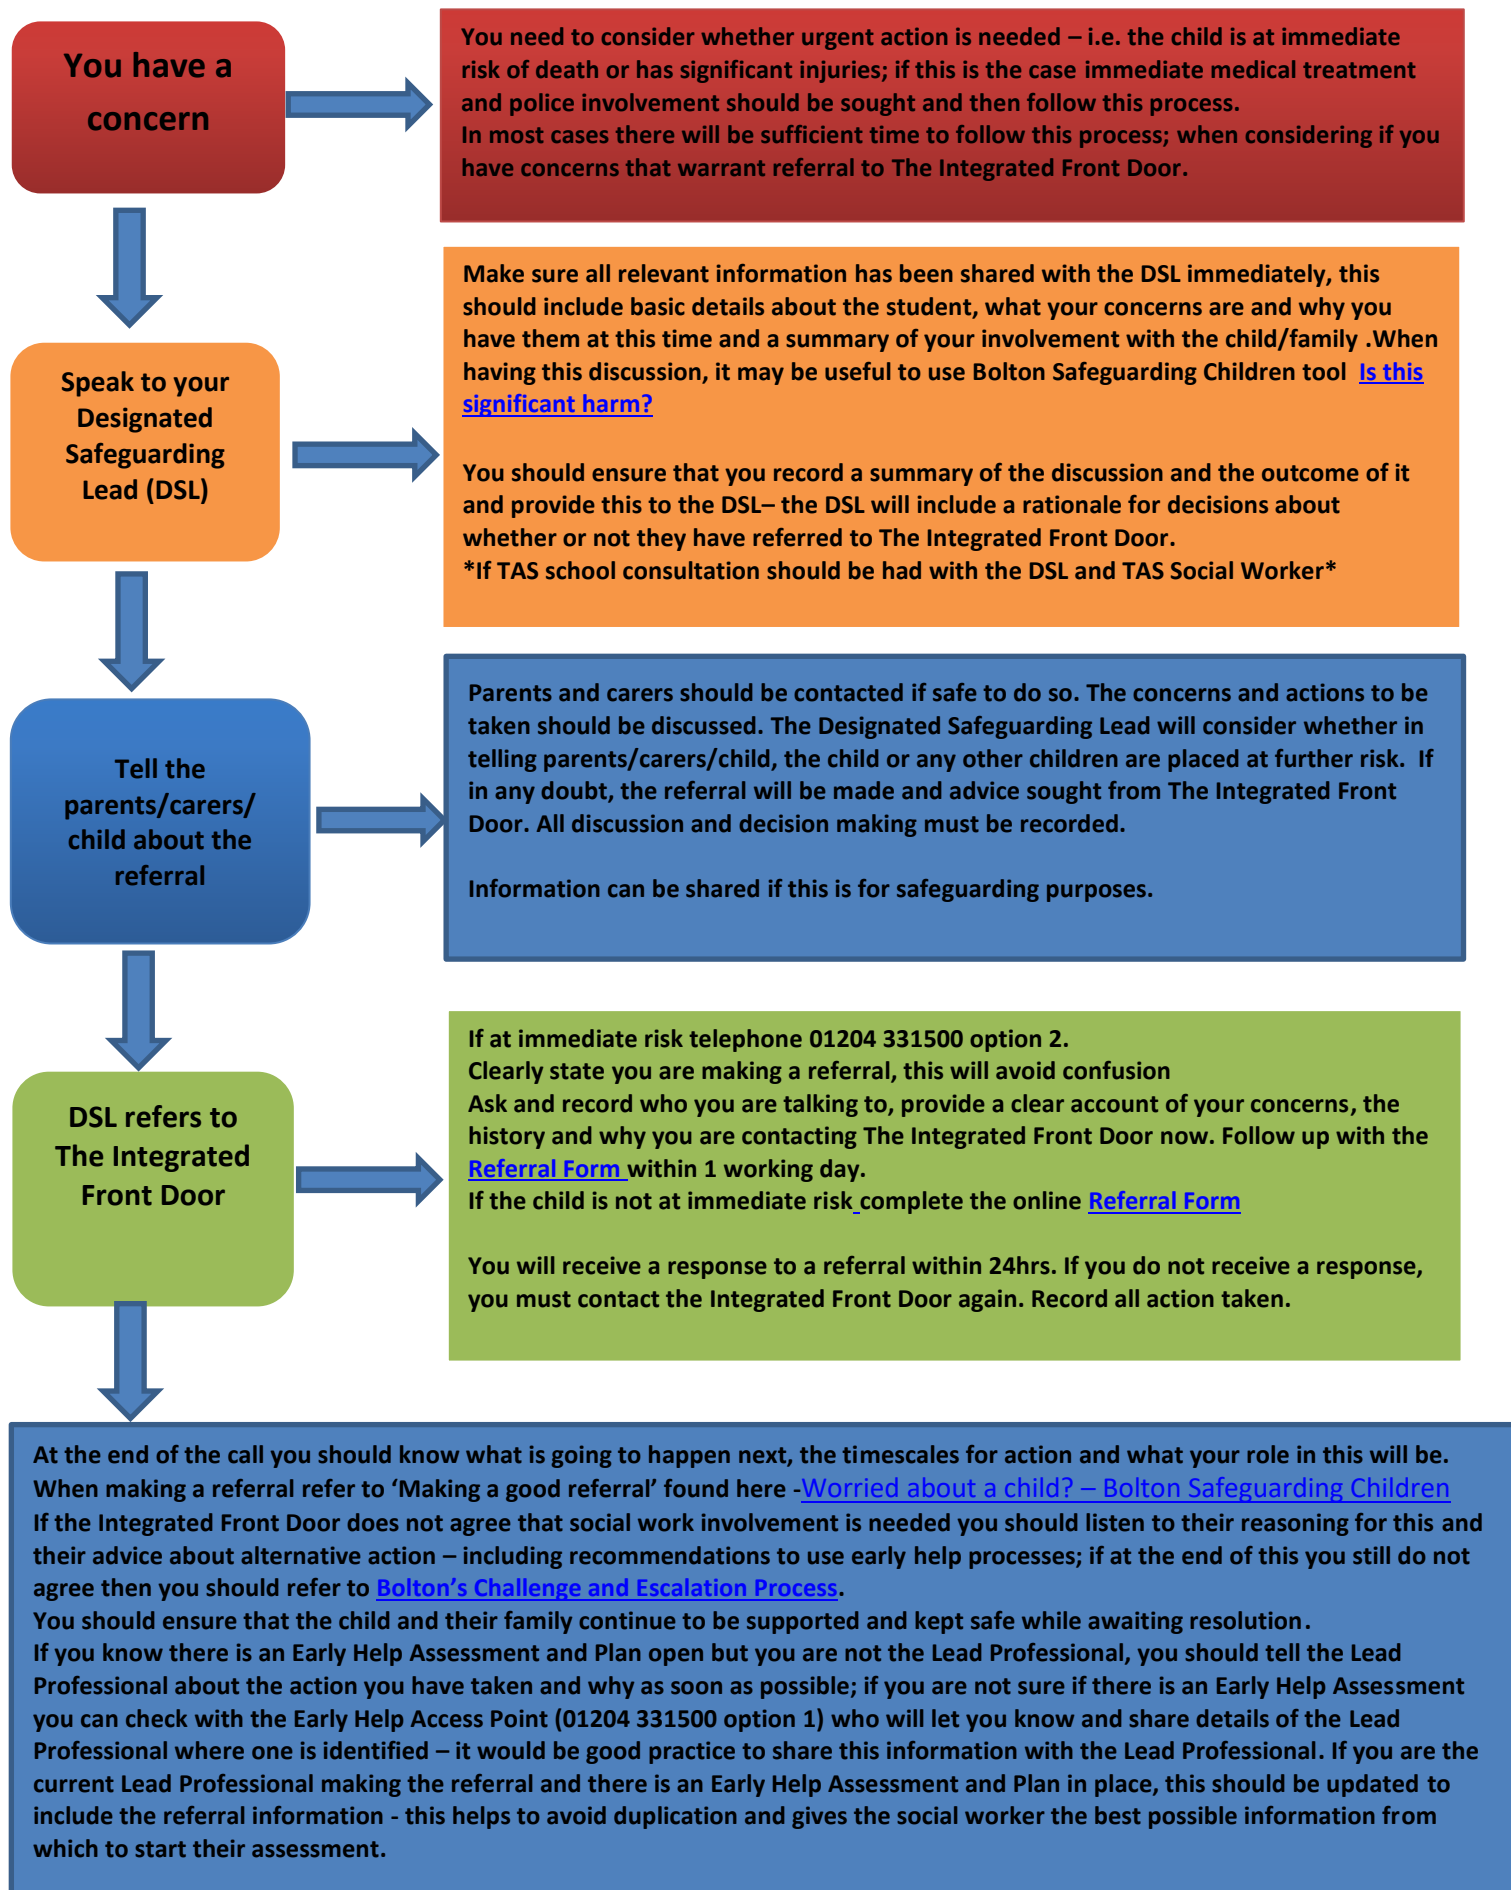 You have a
concern
You need to consider whether urgent action is needed – i.e. the child is at immediate
risk of death or has significant injuries; if this is the case immediate medical treatment
and police involvement should be sought and then follow this process.
In most cases there will be sufficient time to follow this process; when considering if you
have concerns that warrant referral to The Integrated Front Door.
Speak to your
Designated
Safeguarding
Lead (DSL)
Make sure all relevant information has been shared with the DSL immediately, this
should include basic details about the student, what your concerns are and why you
have them at this time and a summary of your involvement with the child/family .When
having this discussion, it may be useful to use Bolton Safeguarding Children tool  Is this
significant harm?
You should ensure that you record a summary of the discussion and the outcome of it
and provide this to the DSL– the DSL will include a rationale for decisions about
whether or not they have referred to The Integrated Front Door.
*If TAS school consultation should be had with the DSL and TAS Social Worker*
Tell the
parents/carers/
child about the
referral
Parents and carers should be contacted if safe to do so. The concerns and actions to be
taken should be discussed. The Designated Safeguarding Lead will consider whether in
telling parents/carers/child, the child or any other children are placed at further risk.  If
in any doubt, the referral will be made and advice sought from The Integrated Front
Door. All discussion and decision making must be recorded.
Information can be shared if this is for safeguarding purposes.
DSL refers to
The Integrated
Front Door
If at immediate risk telephone 01204 331500 option 2.
Clearly state you are making a referral, this will avoid confusion
Ask and record who you are talking to, provide a clear account of your concerns, the
history and why you are contacting The Integrated Front Door now. Follow up with the
Referral Form within 1 working day.
If the child is not at immediate risk complete the online Referral Form
You will receive a response to a referral within 24hrs. If you do not receive a response,
you must contact the Integrated Front Door again. Record all action taken.
At the end of the call you should know what is going to happen next, the timescales for action and what your role in this will be.
When making a referral refer to ‘Making a good referral’ found here -Worried about a child? – Bolton Safeguarding Children
If the Integrated Front Door does not agree that social work involvement is needed you should listen to their reasoning for this and
their advice about alternative action – including recommendations to use early help processes; if at the end of this you still do not
agree then you should refer to Bolton’s Challenge and Escalation Process.
You should ensure that the child and their family continue to be supported and kept safe while awaiting resolution.
If you know there is an Early Help Assessment and Plan open but you are not the Lead Professional, you should tell the Lead
Professional about the action you have taken and why as soon as possible; if you are not sure if there is an Early Help Assessment
you can check with the Early Help Access Point (01204 331500 option 1) who will let you know and share details of the Lead
Professional where one is identified – it would be good practice to share this information with the Lead Professional. If you are the
current Lead Professional making the referral and there is an Early Help Assessment and Plan in place, this should be updated to
include the referral information - this helps to avoid duplication and gives the social worker the best possible information from
which to start their assessment.